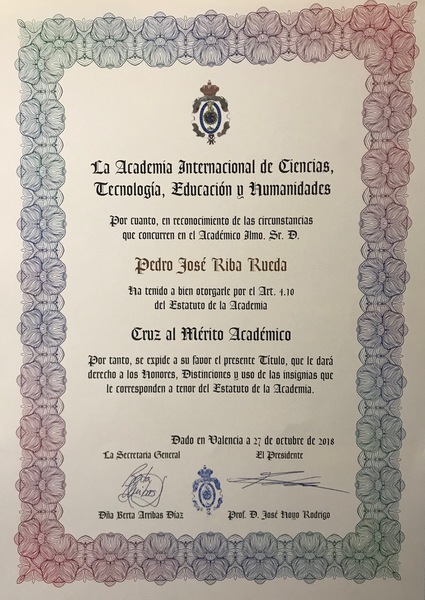 La Academia Internacional de Ciencias,
Tecnología, Educación y Humanidades
Por cuanto, en reconocimiento de las circunstancias
que concurren en el Académico Ilmo. Sr. D.
Pedro José Riba Rueda
Ha tenido a bien otorgarle por el Art. 4.10
del Estatuto de la Academia
Cruz al Mérito Académico
Por tanto, se expide a su favor el presente Título, que le dará
derecho a los Honores, Distinciones y uso de las insignias que
le corresponden a tenor del Estatuto de la Academia.
Dado en Valencia a 27 de octubre de 2018
La Secretaria General El Presidente
Dña Berta Arribas Díaz Prof. D. José Hoyo Rodrigo